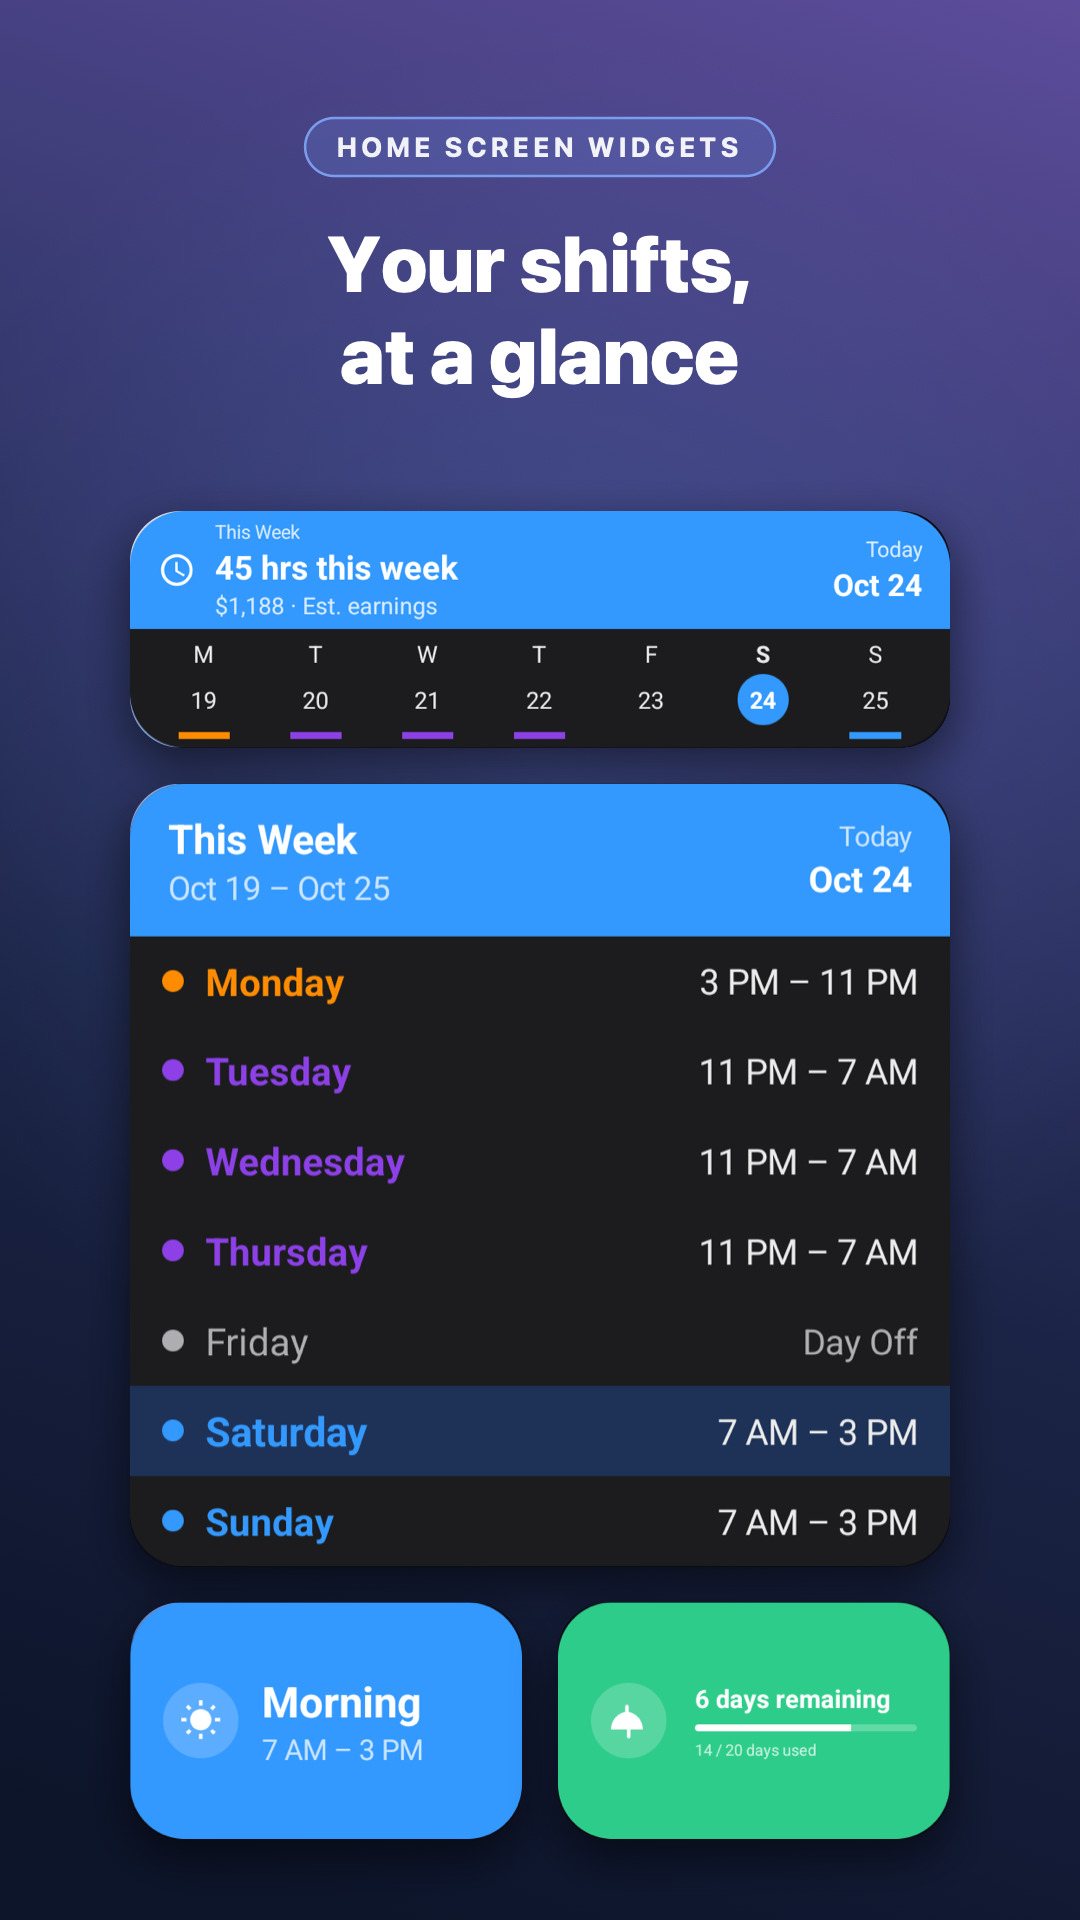 HOME SCREEN WIDGETS
Your shifts,
at a glance
This Week
45 hrs this week
$1,188 · Est. earnings
Today
Oct 24
M T W T F S S
19 20 21 22 23 24 25
This Week
Oct 19 – Oct 25
Today
Oct 24
Monday 3 PM – 11 PM
Tuesday 11 PM – 7 AM
Wednesday 11 PM – 7 AM
Thursday 11 PM – 7 AM
Friday Day Off
Saturday 7 AM – 3 PM
Sunday 7 AM – 3 PM
Morning
7 AM – 3 PM
6 days remaining
14 / 20 days used